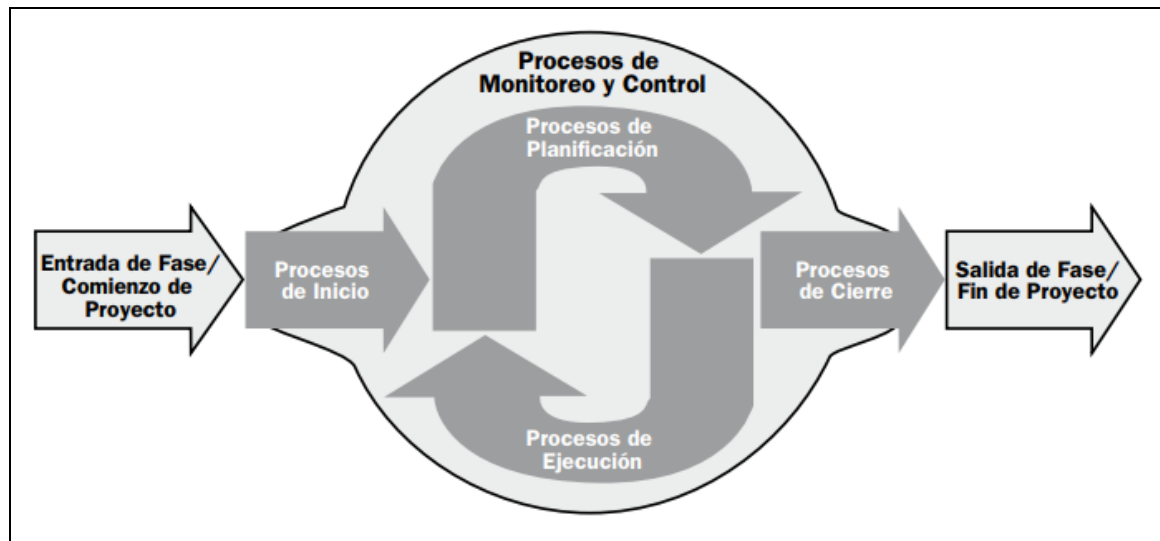 Procesos de
Monitoreo y Control
Procesos de
Planificación
Entrada de Fase/
Comienzo de
Proyecto
Procesos
de Inicio
Procesos
de Cierre
Salida de Fase/
Fin de Proyecto
Procesos de
Ejecución